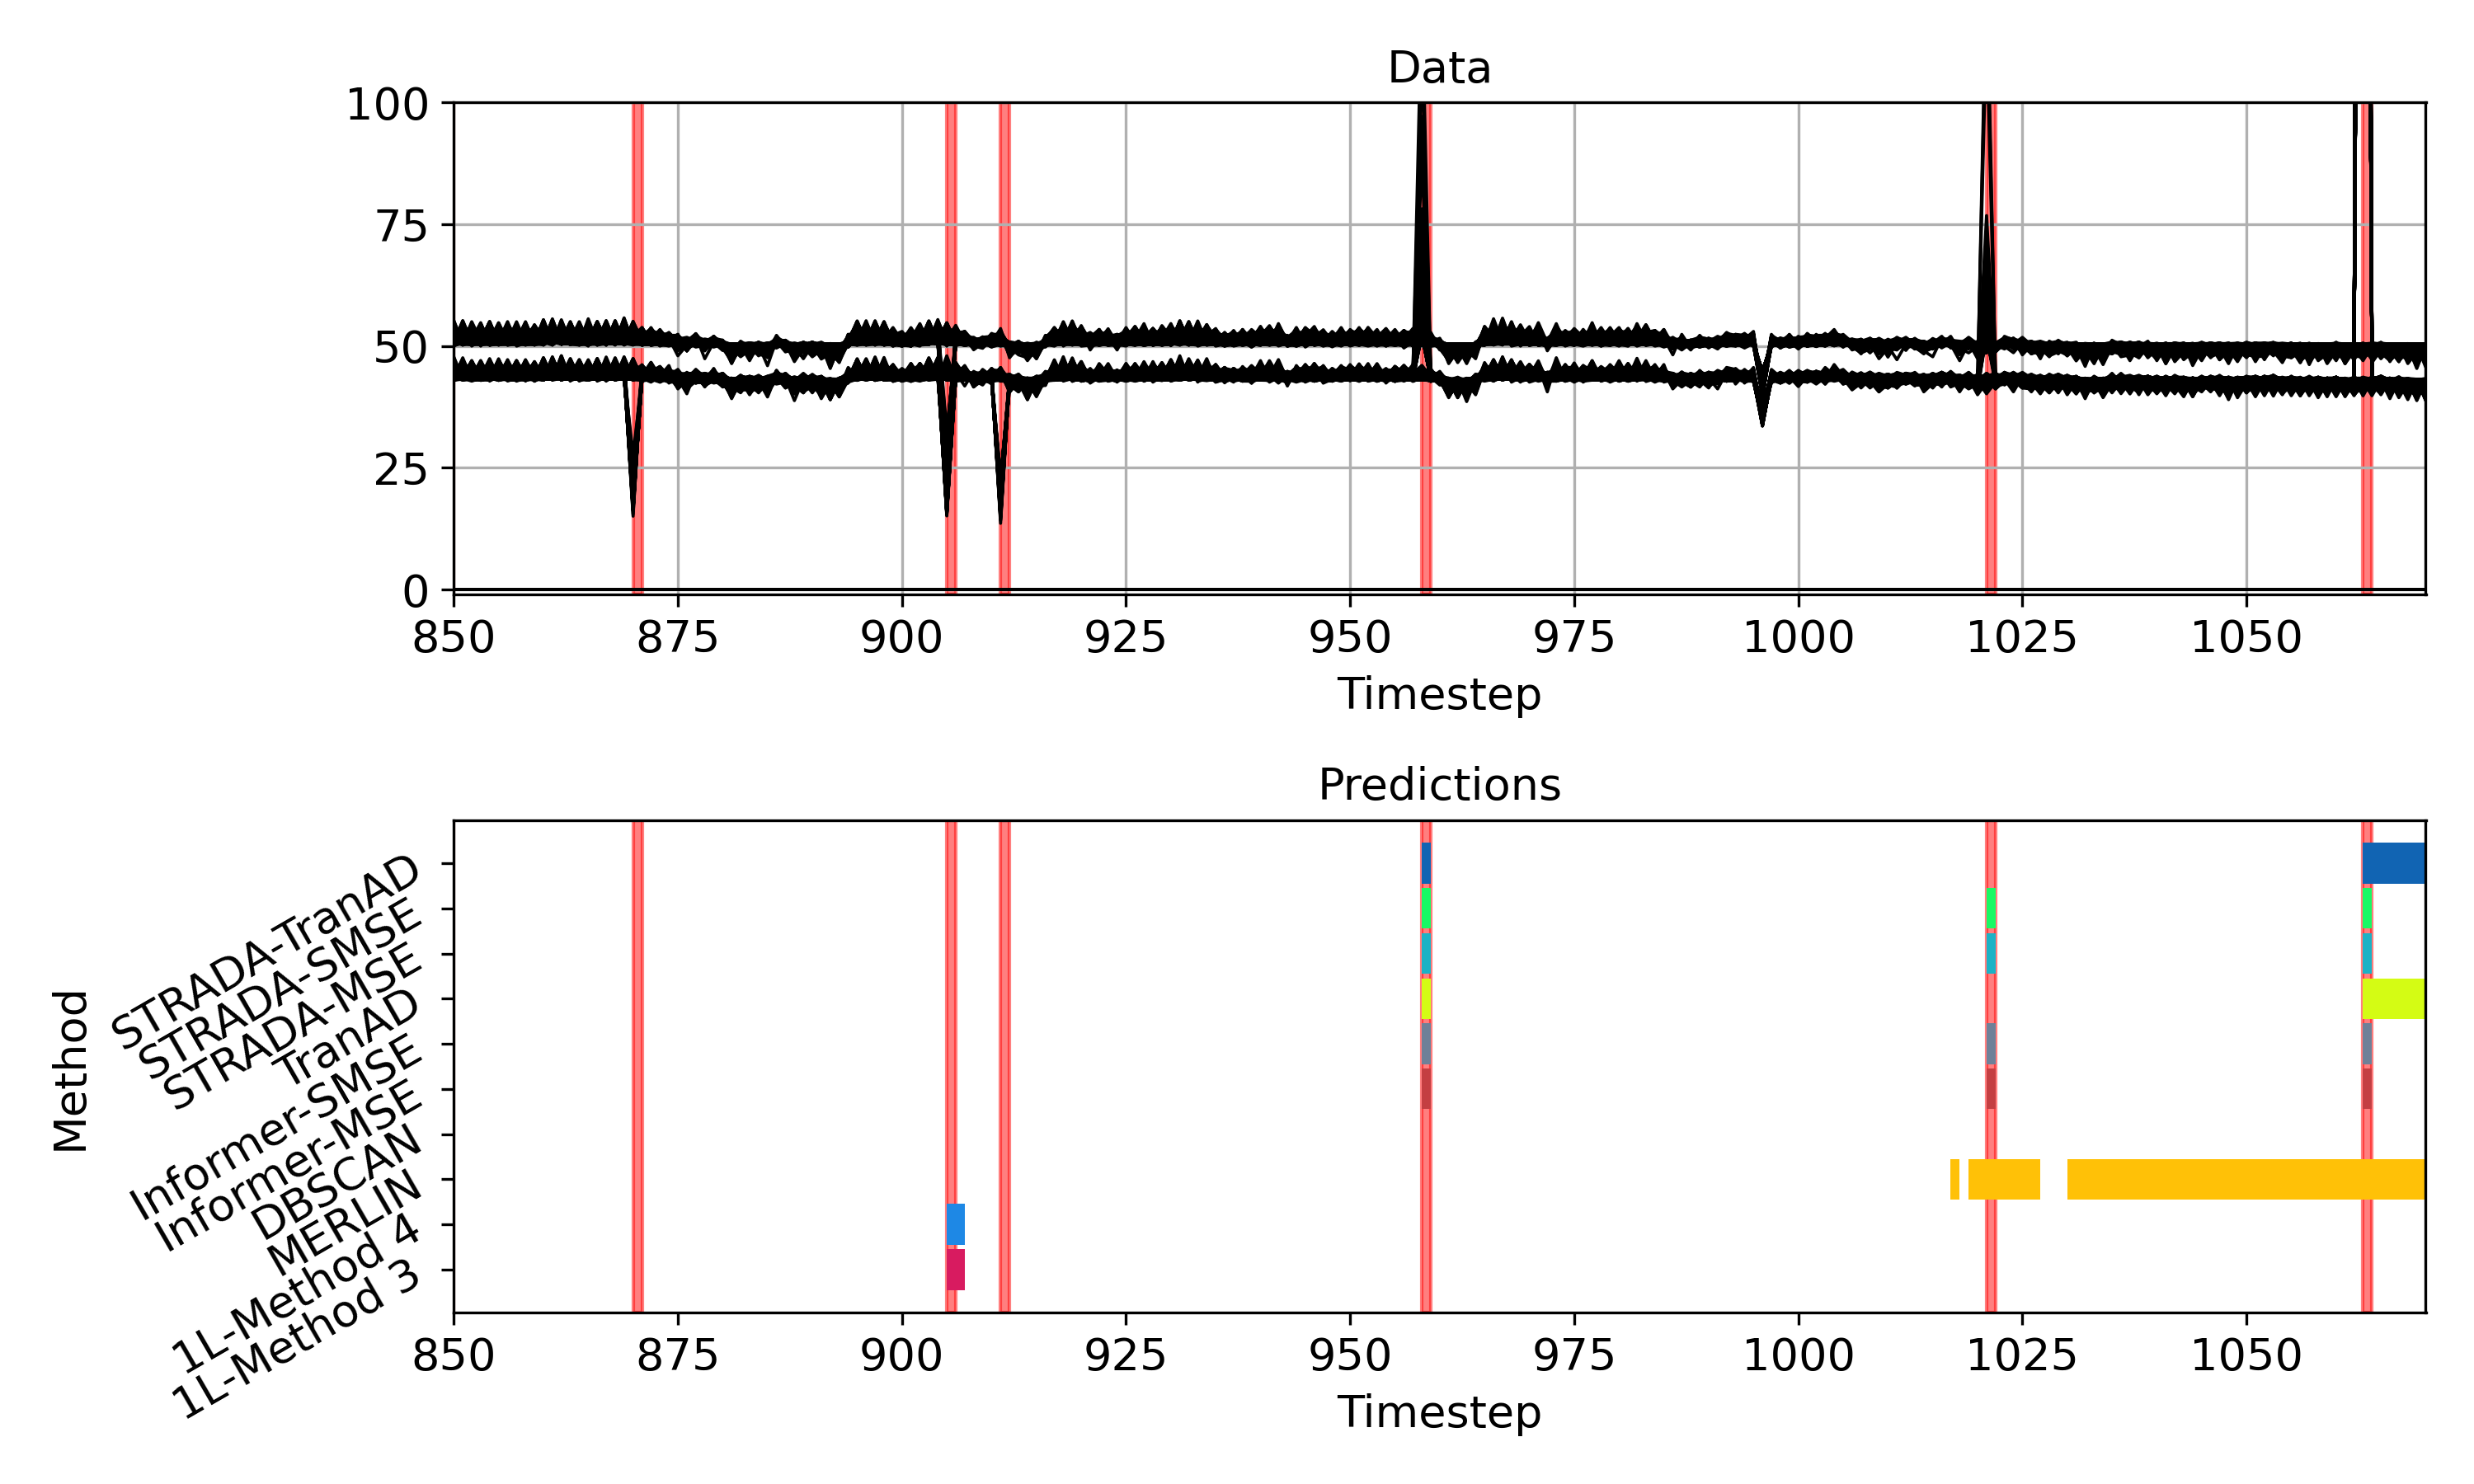 Data
100
75
50
25
0
850 875 900 925 950 975 1000 1025 1050
Timestep
Predictions
Method
STRADA-TranAD
STRADA-SMSE
STRADA-MSE
TranAD
Informer-SMSE
Informer-MSE
DBSCAN
MERLIN
1L-Method 4
1L-Method 3
850 875 900 925 950 975 1000 1025 1050
Timestep